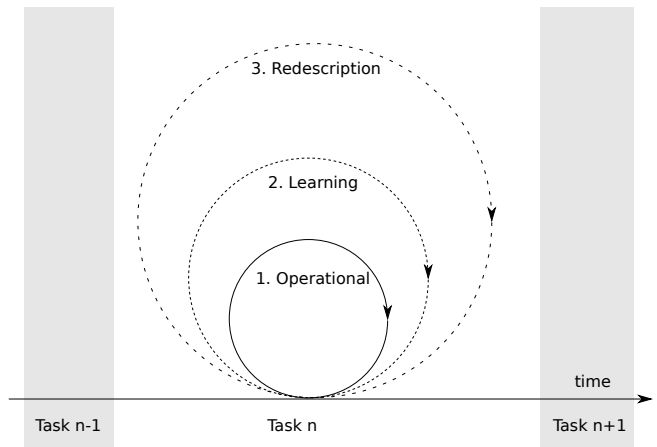 3. Redescription
2. Learning
1. Operational
time
Task n-1
Task n
Task n+1